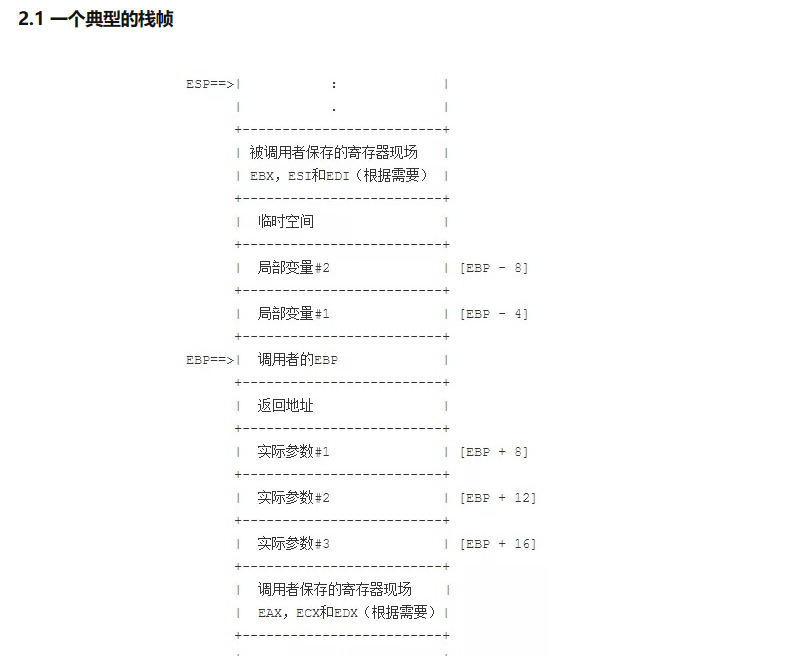 2.1 一个典型的栈帧
ESP==>|            :             |
|            .             |
+-------------------------+
| 被调用者保存的寄存器现场   |
| EBX，ESI和EDI（根据需要）  |
+-------------------------+
|  临时空间                |
+-------------------------+
|  局部变量#2              | [EBP - 8]
+-------------------------+
|  局部变量#1              | [EBP - 4]
+-------------------------+
EBP==>|  调用者的EBP             |
+-------------------------+
|  返回地址                |
+-------------------------+
|  实际参数#1              | [EBP + 8]
+-------------------------+
|  实际参数#2              | [EBP + 12]
+-------------------------+
|  实际参数#3              | [EBP + 16]
+-------------------------+
|  调用者保存的寄存器现场    |
|  EAX，ECX和EDX（根据需要）|
+-------------------------+